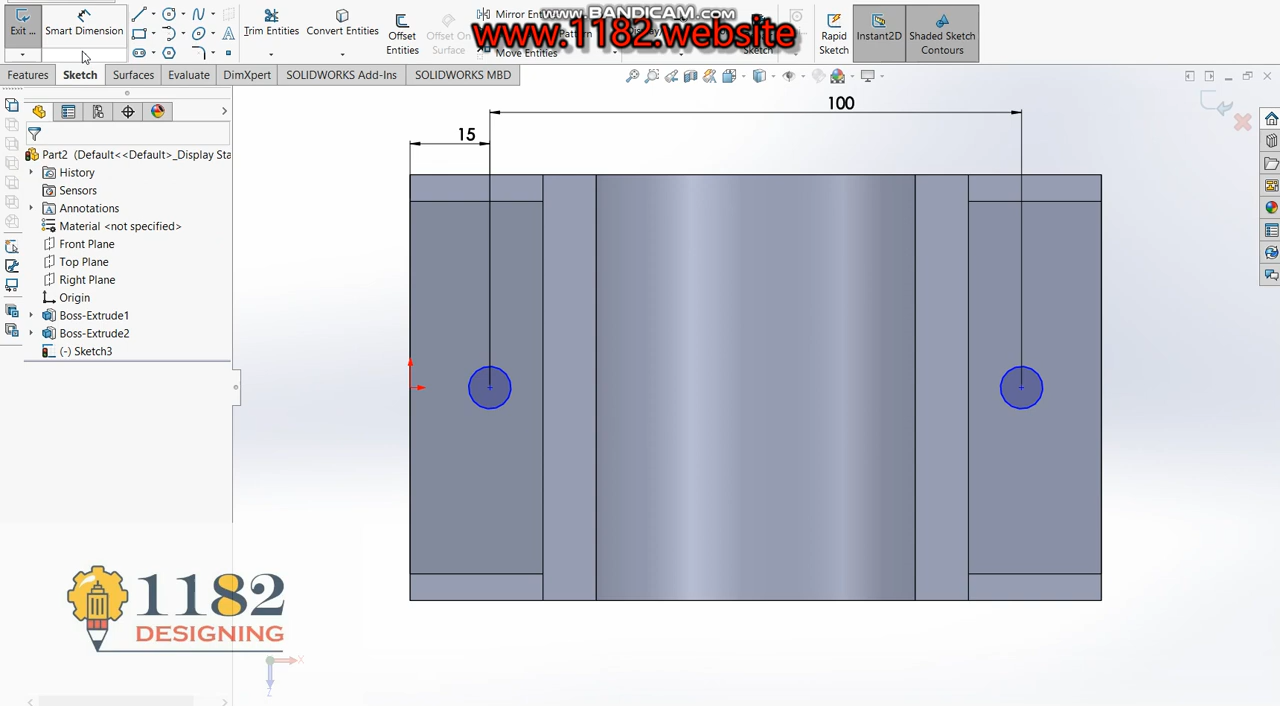 www.BANDICAM.com
www.1182.website
Exit ...
Smart Dimension
Trim Entities
Convert Entities
Offset
Entities
Offset On
Surface
Mirror
Move Entities
Rapid
Sketch
Instant2D
Shaded Sketch
Contours
Features
Sketch
Surfaces
Evaluate
DimXpert
SOLIDWORKS Add-Ins
SOLIDWORKS MBD
Part2 (Default<<Default>_Display Sta
History
Sensors
Annotations
Material <not specified>
Front Plane
Top Plane
Right Plane
Origin
Boss-Extrude1
Boss-Extrude2
(-) Sketch3
100
15
1182
DESIGNING
X
Z